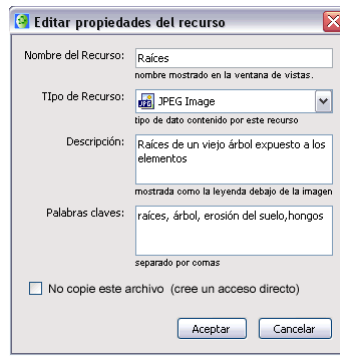 Editar propiedades del recurso
Nombre del Recurso: Raíces
nombre mostrado en la ventana de vistas.
TIpo de Recurso: JPEG Image
tipo de dato contenido por este recurso
Descripción: Raíces de un viejo árbol expuesto a los
elementos
mostrada como la leyenda debajo de la imagen
Palabras claves: raíces, árbol, erosión del suelo,hongos
separado por comas
No copie este archivo (cree un acceso directo)
Aceptar Cancelar